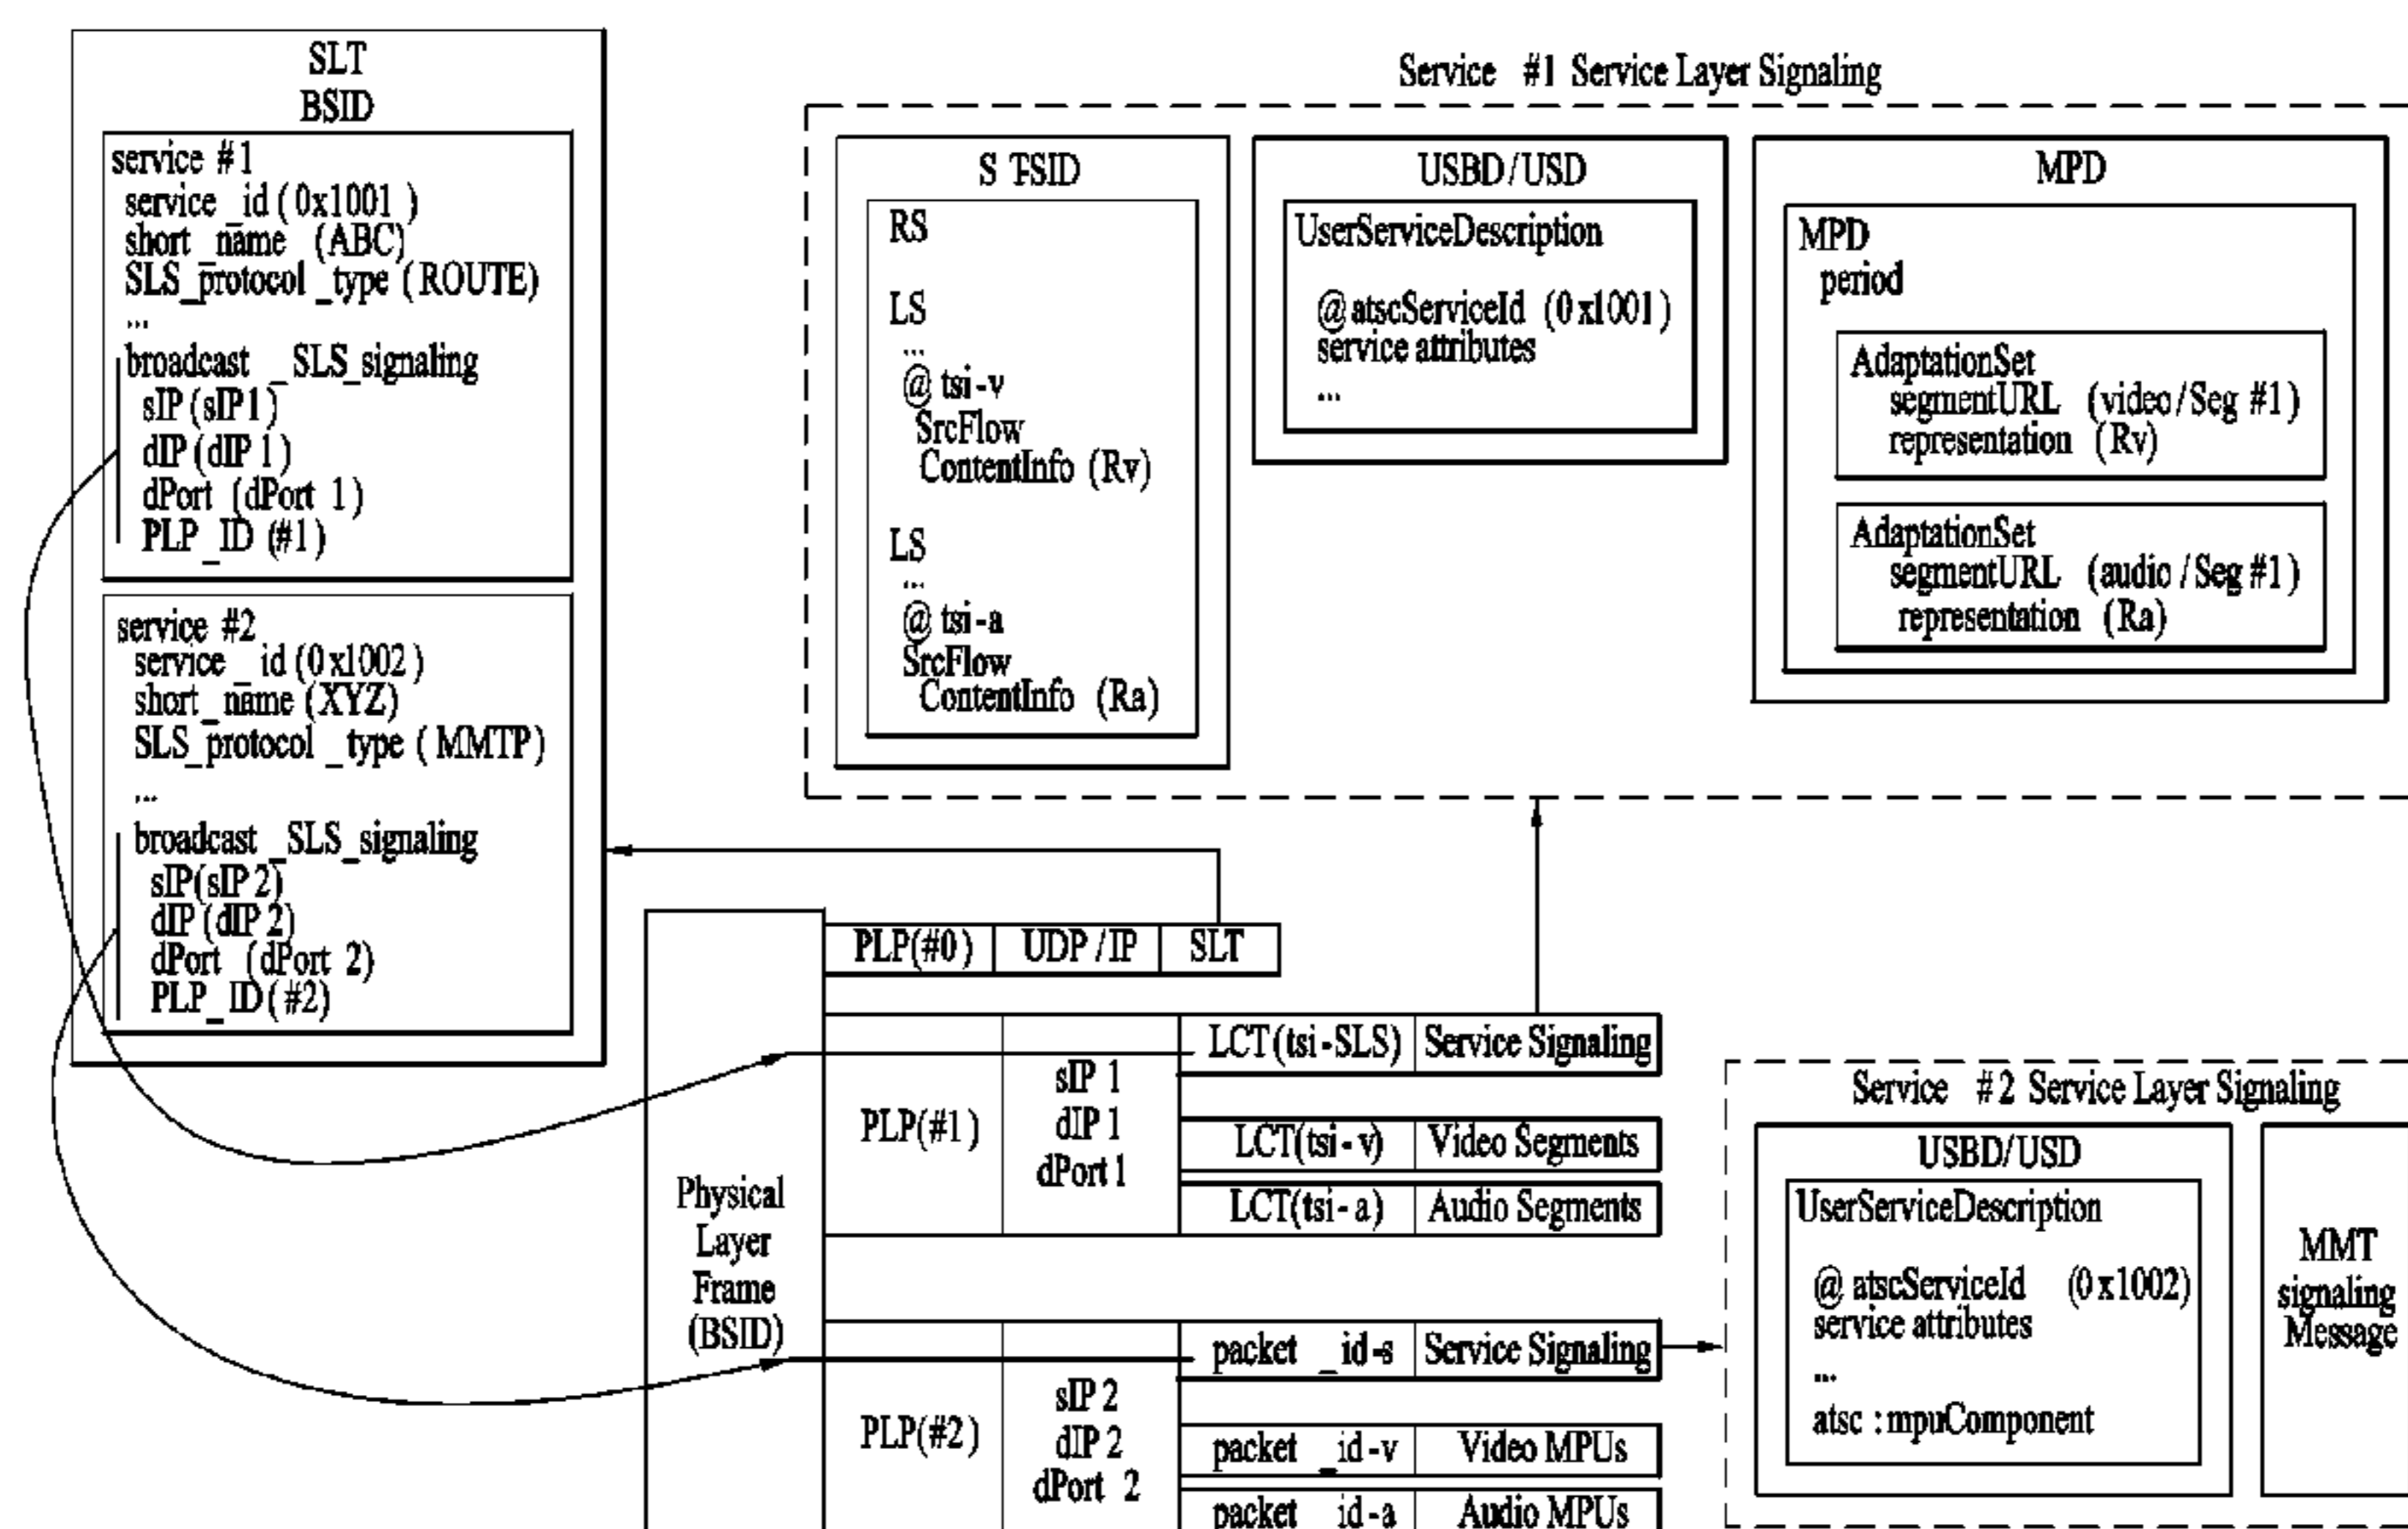 SLT
BSID
service #1
service _id ( 0x1001 )
short _name (ABC)
SLS_protocol _type ( ROUTE)
...
broadcast _SLS_signaling
sIP (sIP1)
dIP (dIP 1)
dPort (dPort 1)
PLP_ID (#1)
service #2
service _id (0x1002)
short_name (XYZ)
SLS_protocol _type ( MMTP)
...
broadcast _SLS_signaling
sIP(sIP 2)
dIP (dIP 2)
dPort (dPort 2)
PLP_ID( #2)
Service #1 Service Layer Signaling
S TSID
RS
LS
...
@ tsi-v
SrcFlow
ContentInfo (Rv)
LS
...
@ tsi-a
SrcFlow
ContentInfo (Ra)
USBD/USD
UserServiceDescription
@atscServiceId (0x1001)
service attributes
...
MPD
MPD
period
AdaptationSet
segmentURL (video/Seg #1)
representation (Rv)
AdaptationSet
segmentURL (audio/Seg #1)
representation (Ra)
Physical
Layer
Frame
(BSID)
PLP(#0)
UDP/IP
SLT
PLP(#1)
sIP 1
dIP 1
dPort 1
LCT(tsi-SLS)
Service Signaling
LCT(tsi-v)
Video Segments
LCT(tsi-a)
Audio Segments
PLP(#2)
sIP 2
dIP 2
dPort 2
packet _id-s
Service Signaling
packet _id-v
Video MPUs
packet id-a
Audio MPUs
Service #2 Service Layer Signaling
USBD/USD
UserServiceDescription
@ atscServiceId (0x1002)
service attributes
...
atsc :mpuComponent
MMT
signaling
Message